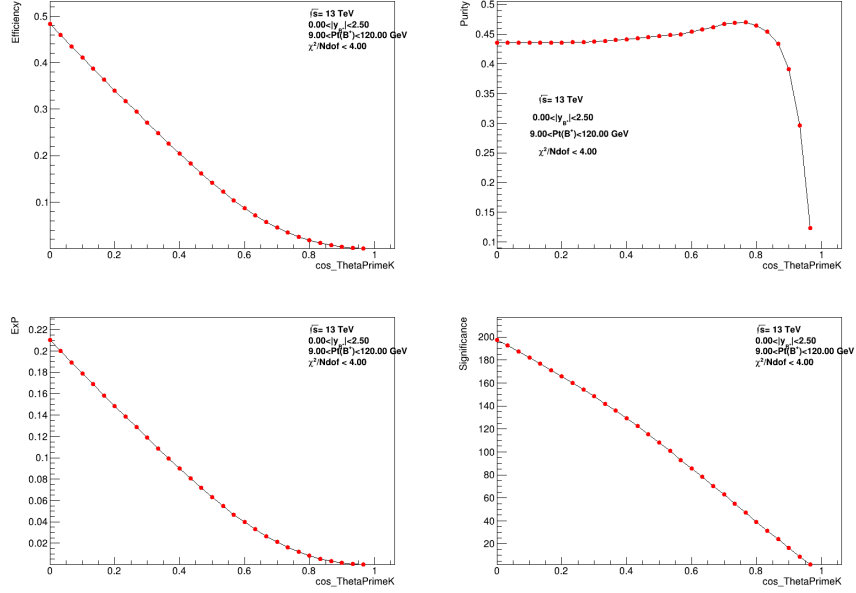 Efficiency
√s = 13 TeV
0.00<|y_B⁺|<2.50
9.00<Pt(B⁺)<120.00 GeV
χ²/Ndof < 4.00
0.5
0.4
0.3
0.2
0.1
0 0.2 0.4 0.6 0.8 1
cos_ThetaPrimeK
Purity
0.5
0.45
0.4
0.35
0.3
0.25
0.2
0.15
0.1
√s = 13 TeV
0.00<|y_B⁺|<2.50
9.00<Pt(B⁺)<120.00 GeV
χ²/Ndof < 4.00
0 0.2 0.4 0.6 0.8 1
cos_ThetaPrimeK
ExP
√s = 13 TeV
0.00<|y_B⁺|<2.50
9.00<Pt(B⁺)<120.00 GeV
χ²/Ndof < 4.00
0.22
0.2
0.18
0.16
0.14
0.12
0.1
0.08
0.06
0.04
0.02
0 0.2 0.4 0.6 0.8 1
cos_ThetaPrimeK
Significance
√s = 13 TeV
0.00<|y_B⁺|<2.50
9.00<Pt(B⁺)<120.00 GeV
χ²/Ndof < 4.00
200
180
160
140
120
100
80
60
40
20
0 0.2 0.4 0.6 0.8 1
cos_ThetaPrimeK